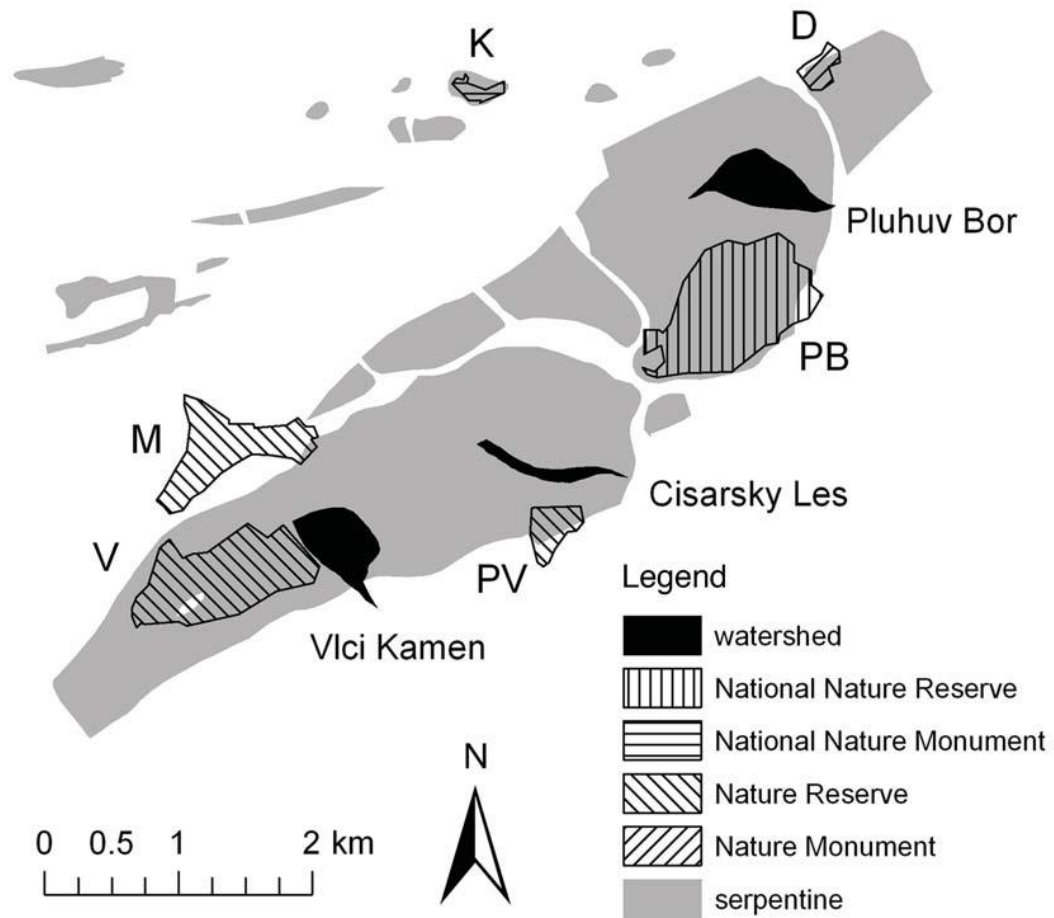 K
D
Pluhuv Bor
PB
M
Cisarsky Les
V
PV
Vlci Kamen
Legend
watershed
National Nature Reserve
National Nature Monument
Nature Reserve
Nature Monument
serpentine
N
0 0.5 1 2 km